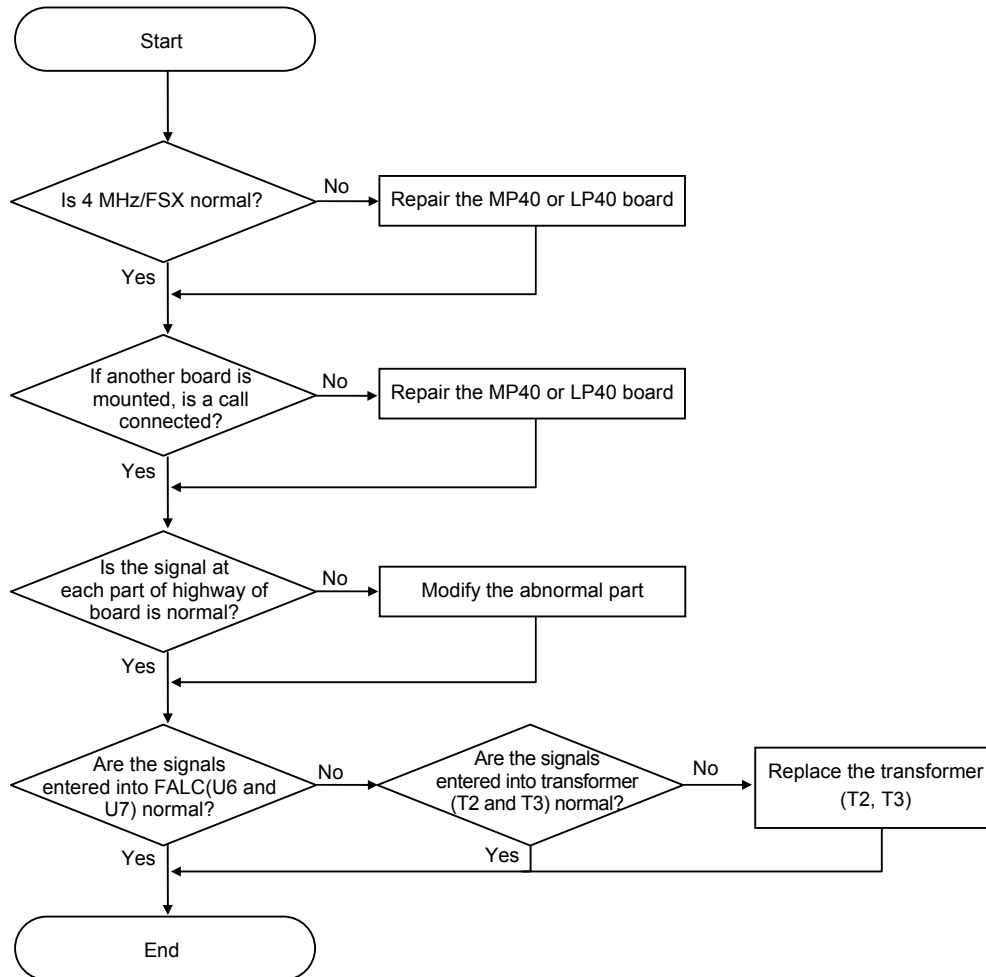 Start
Is 4 MHz/FSX normal?
No
Repair the MP40 or LP40 board
Yes
If another board is
mounted, is a call
connected?
No
Repair the MP40 or LP40 board
Yes
Is the signal at
each part of highway of
board is normal?
No
Modify the abnormal part
Yes
Are the signals
entered into FALC(U6 and
U7) normal?
No
Are the signals
entered into transformer
(T2 and T3) normal?
No
Replace the transformer
(T2, T3)
Yes
Yes
End